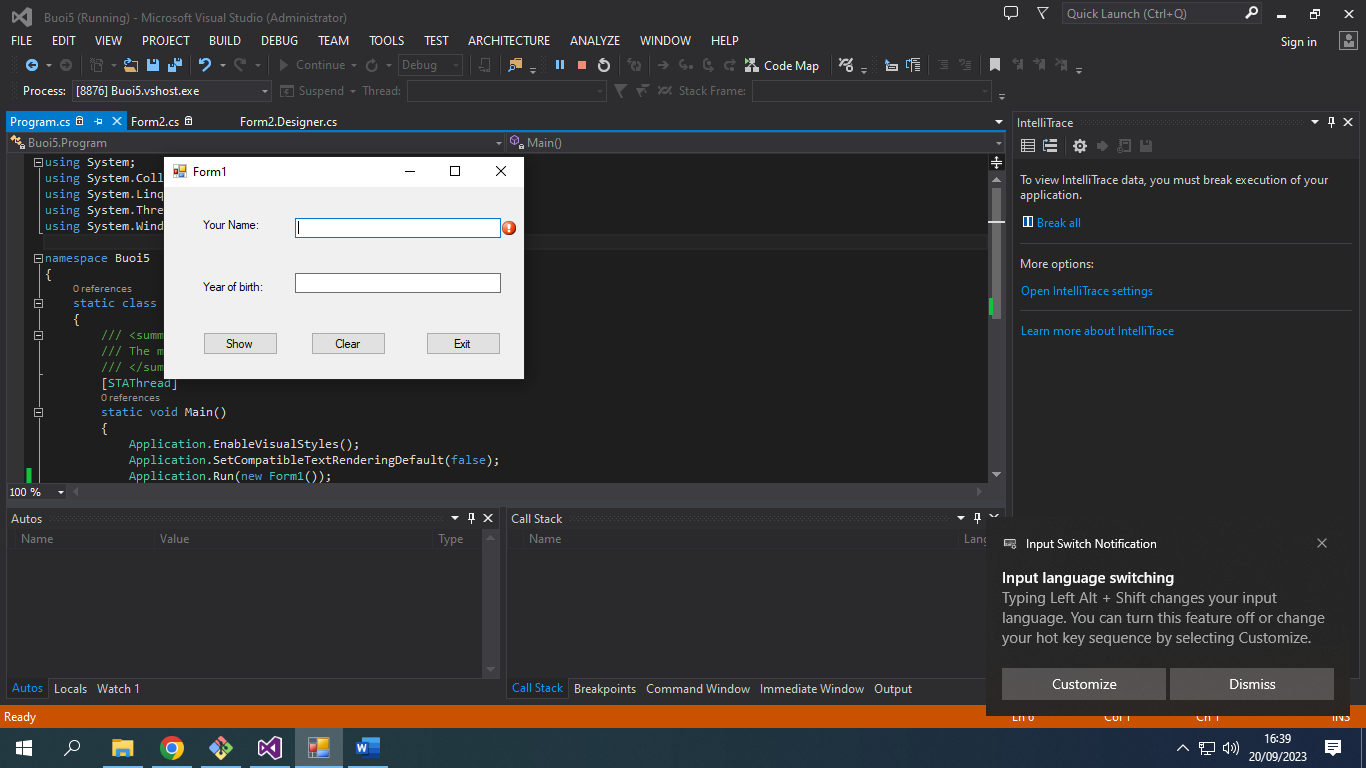 Buoi5 (Running) - Microsoft Visual Studio (Administrator)
Quick Launch (Ctrl+Q)
FILE EDIT VIEW PROJECT BUILD DEBUG TEAM TOOLS TEST ARCHITECTURE ANALYZE WINDOW HELP
Sign in
Continue Debug Code Map
Process: [8876] Buoi5.vshost.exe Suspend Thread: Stack Frame:
Program.cs Form2.cs Form2.Designer.cs
Buoi5.Program Main()
using System;
using System.Coll
using System.Linq
using System.Thre
using System.Wind
namespace Buoi5
{
0 references
static class
{
/// <summ
/// The m
/// </sum
[STAThread]
0 references
static void Main()
{
Application.EnableVisualStyles();
Application.SetCompatibleTextRenderingDefault(false);
Application.Run(new Form1());
100 %
Form1
Your Name:
Year of birth:
Show Clear Exit
IntelliTrace
To view IntelliTrace data, you must break execution of your
application.
Break all
More options:
Open IntelliTrace settings
Learn more about IntelliTrace
Autos
Name Value Type
Autos Locals Watch 1
Call Stack
Name Lang
Call Stack Breakpoints Command Window Immediate Window Output
Input Switch Notification
Input language switching
Typing Left Alt + Shift changes your input
language. You can turn this feature off or change
your hot key sequence by selecting Customize.
Customize Dismiss
Ready Ln 6 Col 1 Ch 1 INS
16:39
20/09/2023